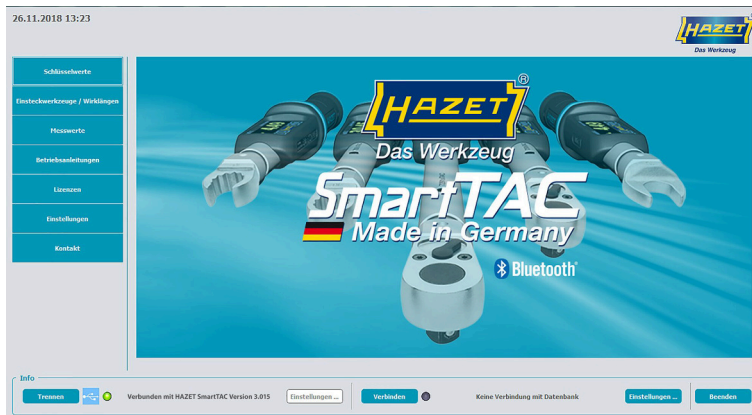 26.11.2018 13:23
HAZET
Das Werkzeug
Schlüsselwerte
Einsteckwerkzeuge / Wirklängen
Messwerte
Betriebsanleitungen
Lizenzen
Einstellungen
Kontakt
HAZET®
Das Werkzeug
SmartTAC
Made in Germany
Bluetooth®
Info
Trennen Verbunden mit HAZET SmartTAC Version 3.015 Einstellungen ... Verbinden Keine Verbindung mit Datenbank Einstellungen ... Beenden